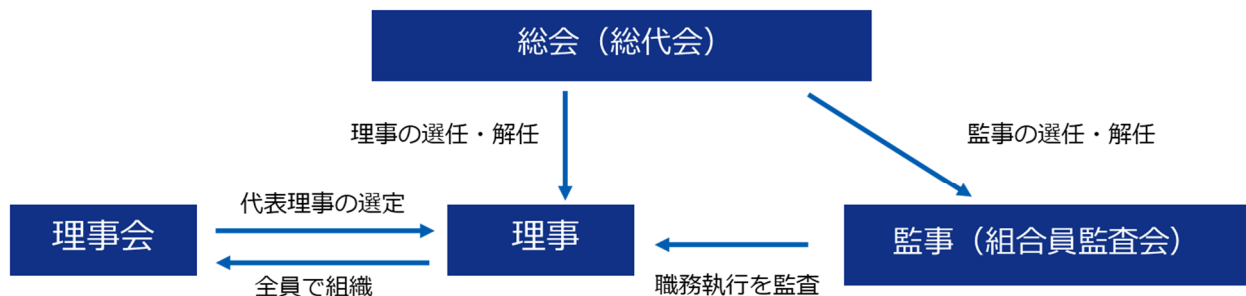 総会（総代会）
理事の選任・解任
監事の選任・解任
代表理事の選定
理事会
理事
監事（組合員監査会）
全員で組織
職務執行を監査